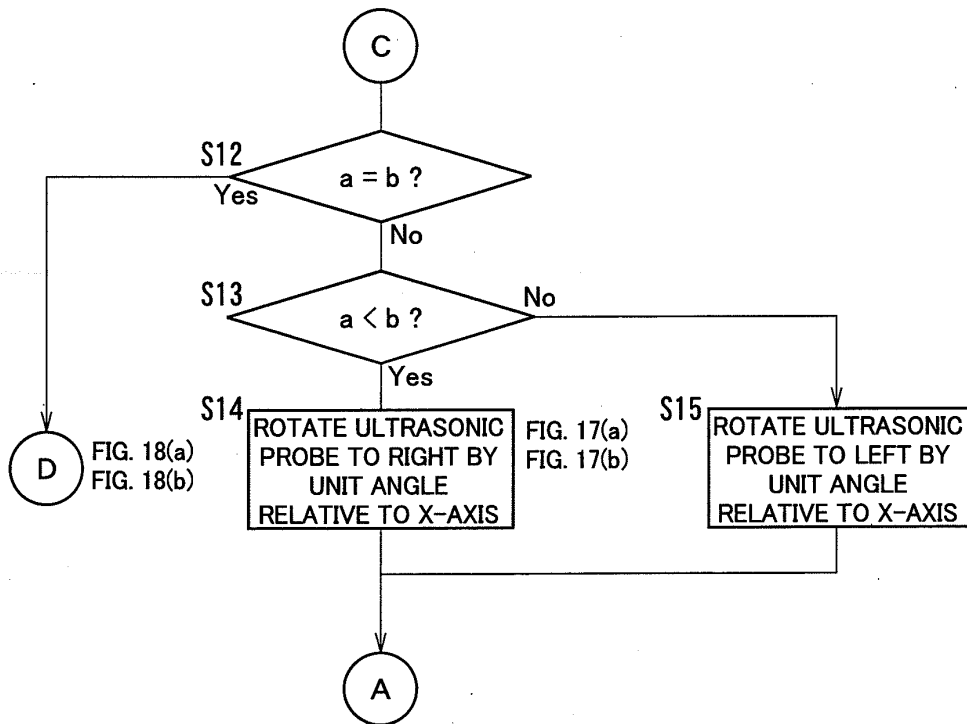 C
S12
a = b ?
Yes
No
S13
a < b ?
No
Yes
S14
ROTATE ULTRASONIC
PROBE TO RIGHT BY
UNIT ANGLE
RELATIVE TO X-AXIS
FIG. 17(a)
FIG. 17(b)
S15
ROTATE ULTRASONIC
PROBE TO LEFT BY
UNIT ANGLE
RELATIVE TO X-AXIS
D
FIG. 18(a)
FIG. 18(b)
A